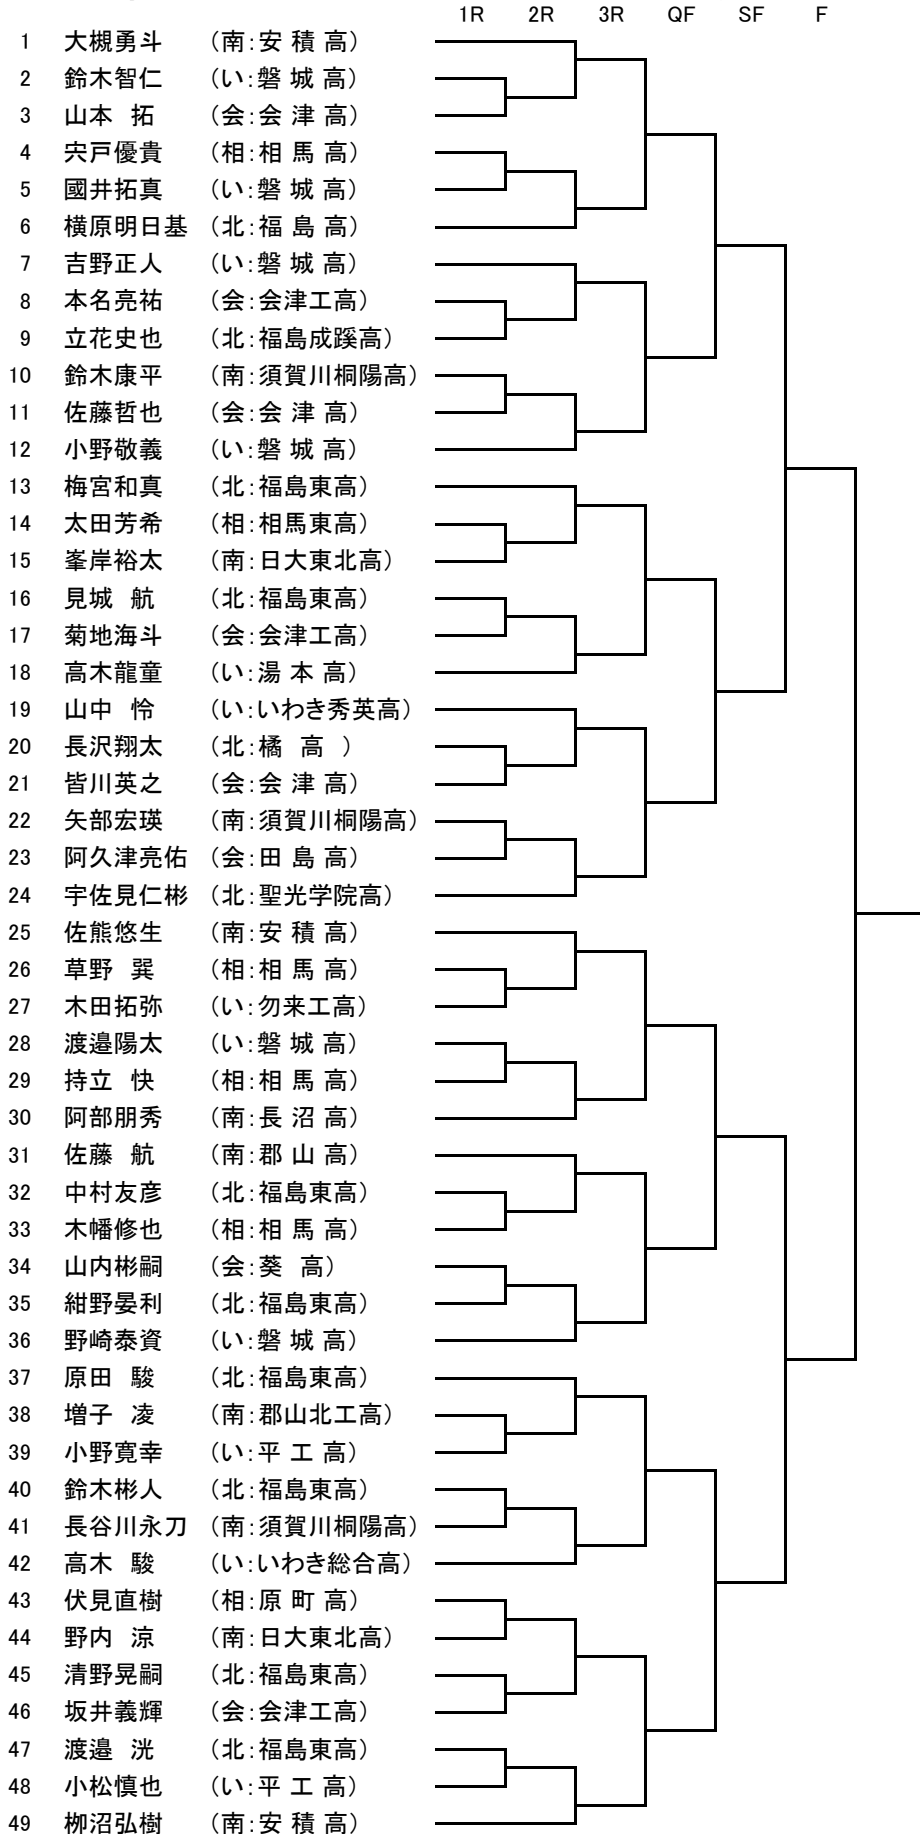 1R 2R 3R QF SF F
1 大槻勇斗 （南：安 積 高）
2 鈴木智仁 （い：磐 城 高）
3 山本 拓 （会：会 津 高）
4 宍戸優貴 （相：相 馬 高）
5 國井拓真 （い：磐 城 高）
6 横原明日基 （北：福 島 高）
7 吉野正人 （い：磐 城 高）
8 本名亮祐 （会：会津工高）
9 立花史也 （北：福島成蹊高）
10 鈴木康平 （南：須賀川桐陽高）
11 佐藤哲也 （会：会 津 高）
12 小野敬義 （い：磐 城 高）
13 梅宮和真 （北：福島東高）
14 太田芳希 （相：相馬東高）
15 峯岸裕太 （南：日大東北高）
16 見城 航 （北：福島東高）
17 菊地海斗 （会：会津工高）
18 高木龍童 （い：湯 本 高）
19 山中 怜 （い：いわき秀英高）
20 長沢翔太 （北：橘 高 ）
21 皆川英之 （会：会 津 高）
22 矢部宏瑛 （南：須賀川桐陽高）
23 阿久津亮佑 （会：田 島 高）
24 宇佐見仁彬 （北：聖光学院高）
25 佐熊悠生 （南：安 積 高）
26 草野 巽 （相：相 馬 高）
27 木田拓弥 （い：勿来工高）
28 渡邉陽太 （い：磐 城 高）
29 持立 快 （相：相 馬 高）
30 阿部朋秀 （南：長 沼 高）
31 佐藤 航 （南：郡 山 高）
32 中村友彦 （北：福島東高）
33 木幡修也 （相：相 馬 高）
34 山内彬嗣 （会：葵 高）
35 紺野晏利 （北：福島東高）
36 野崎泰資 （い：磐 城 高）
37 原田 駿 （北：福島東高）
38 増子 凌 （南：郡山北工高）
39 小野寛幸 （い：平 工 高）
40 鈴木彬人 （北：福島東高）
41 長谷川永刀 （南：須賀川桐陽高）
42 高木 駿 （い：いわき総合高）
43 伏見直樹 （相：原 町 高）
44 野内 涼 （南：日大東北高）
45 清野晃嗣 （北：福島東高）
46 坂井義輝 （会：会津工高）
47 渡邉 洸 （北：福島東高）
48 小松慎也 （い：平 工 高）
49 栁沼弘樹 （南：安 積 高）